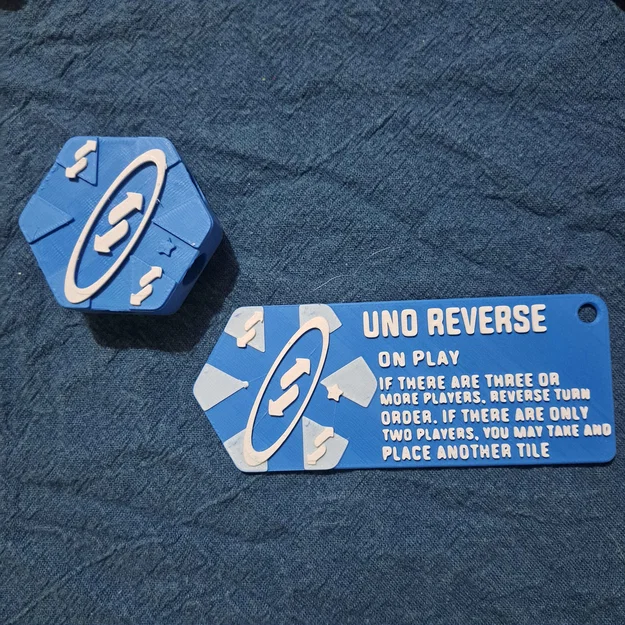 UNO REVERSE
ON PLAY
IF THERE ARE THREE OR
MORE PLAYERS, REVERSE TURN
ORDER. IF THERE ARE ONLY
TWO PLAYERS, YOU MAY TAKE AND
PLACE ANOTHER TILE